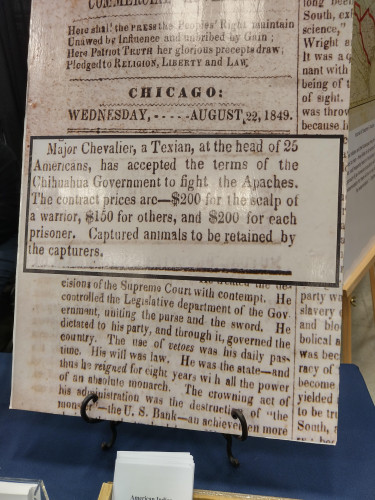 COMMERCIAL
Here shall the PRESS the Peoples' Right maintain
Unawed by Influence and unbribed by Gain;
Here Patriot TRUTH her glorious precepts draw,
Pledged to RELIGION, LIBERTY and LAW.
CHICAGO:
WEDNESDAY, - - - - - AUGUST 22, 1849.
Major Chevalier, a Texian, at the head of 25
Americans, has accepted the terms of the
Chihuahua Government to fight the Apaches.
The contract prices are—$200 for the scalp of
a warrior, $150 for others, and $200 for each
prisoner. Captured animals to be retained by
the capturers.
cisions of the Supreme Court with contempt. He
controlled the Legislative department of the Gov-
ernment, uniting the purse and the sword. He
dictated to his party, and through it, governed the
country. The use of vetoes was his daily pas-
time. His will was law. He was the state—and
thus he reigned for eight years with all the power
of an absolute monarch. The crowning act of
his administration was the destruction of "the
monster"—the U. S. Bank—an achievement more
long been
South, ex
science,"
Wright a
It was a
nant with
being of t
of sight.
was throw
because h
party w
slavery
and blo
bolical
was bec
racy of
become
yielded
to be tr
South,
American Indian